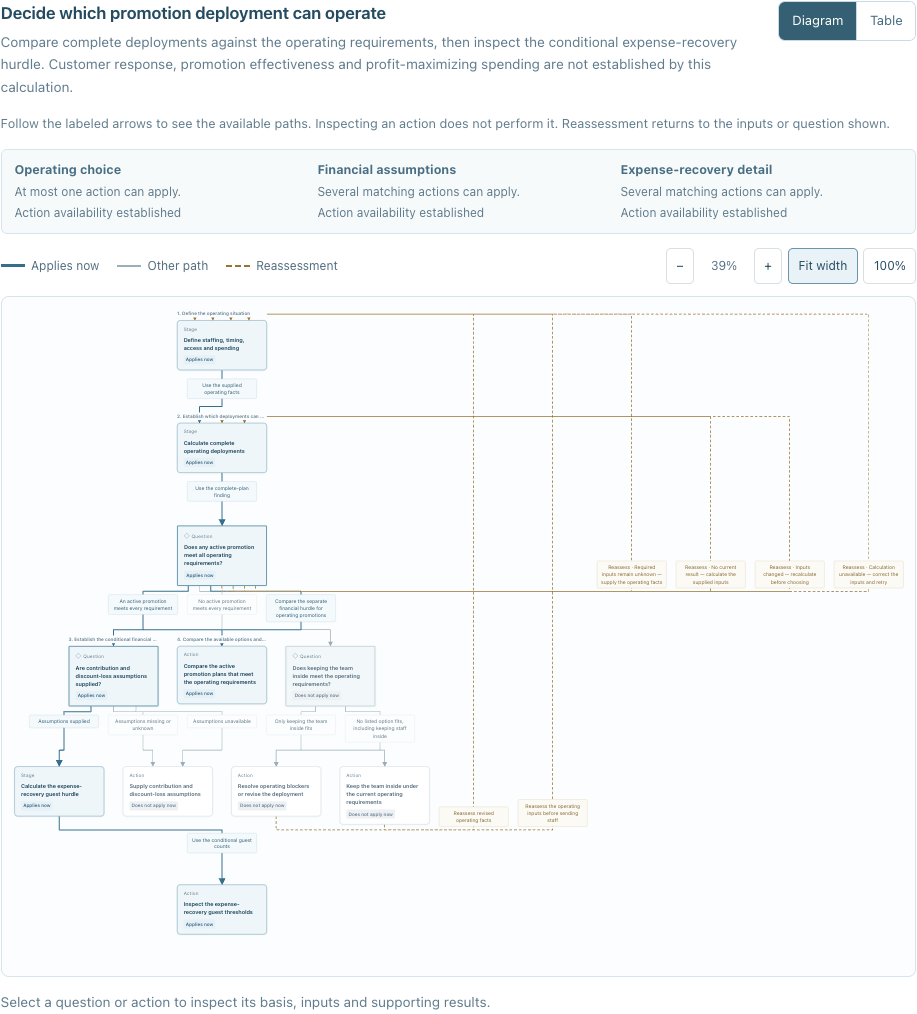 Decide which promotion deployment can operate
Diagram
Table
Compare complete deployments against the operating requirements, then inspect the conditional expense-recovery
hurdle. Customer response, promotion effectiveness and profit-maximizing spending are not established by this
calculation.
Follow the labeled arrows to see the available paths. Inspecting an action does not perform it. Reassessment returns to the inputs or question shown.
Operating choice
At most one action can apply.
Action availability established
Financial assumptions
Several matching actions can apply.
Action availability established
Expense-recovery detail
Several matching actions can apply.
Action availability established
Applies now
Other path
Reassessment
−
39%
+
Fit width
100%
1. Define the operating situation
Stage
Define staffing, timing,
access and spending
Applies now
Use the supplied
operating facts
2. Establish which deployments can ...
Stage
Calculate complete
operating deployments
Applies now
Use the complete-plan
finding
Question
Does any active promotion
meet all operating
requirements?
Applies now
Reassess · Required
inputs remain unknown —
supply the operating facts
Reassess · No current
result — calculate the
supplied inputs
Reassess · Inputs
changed — recalculate
before choosing
Reassess · Calculation
unavailable — correct the
inputs and retry
An active promotion
meets every requirement
No active promotion
meets every requirement
Compare the separate
financial hurdle for
operating promotions
3. Establish the conditional financial ...
Question
Are contribution and
discount-loss assumptions
supplied?
Applies now
4. Compare the available options and...
Action
Compare the active
promotion plans that meet
the operating requirements
Applies now
Question
Does keeping the team
inside meet the operating
requirements?
Does not apply now
Assumptions supplied
Assumptions missing or
unknown
Assumptions unavailable
Only keeping the team
inside fits
No listed option fits,
including keeping staff
inside
Stage
Calculate the expense-
recovery guest hurdle
Applies now
Action
Supply contribution and
discount-loss assumptions
Does not apply now
Action
Resolve operating blockers
or revise the deployment
Does not apply now
Action
Keep the team inside under
the current operating
requirements
Does not apply now
Reassess revised
operating facts
Reassess the operating
inputs before sending
staff
Use the conditional guest
counts
Action
Inspect the expense-
recovery guest thresholds
Applies now
Select a question or action to inspect its basis, inputs and supporting results.